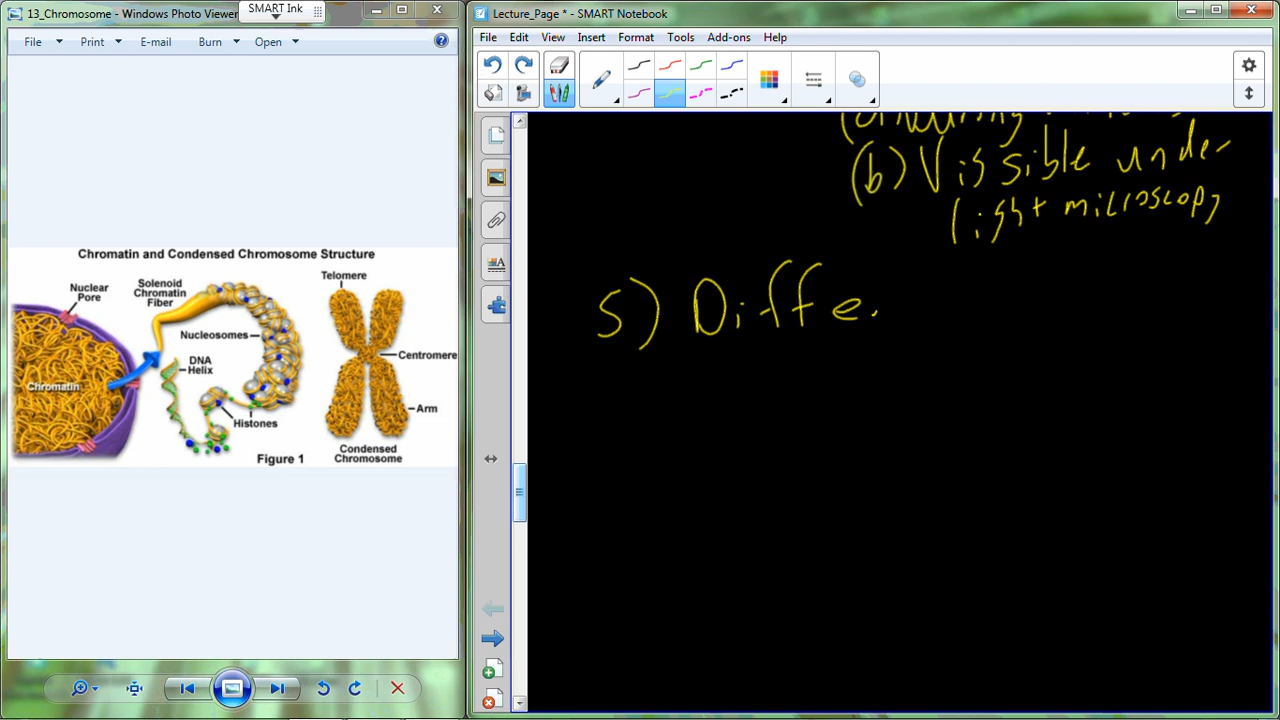 13_Chromosome - Windows Photo Viewer
SMART Ink
File Print E-mail Burn Open
Chromatin and Condensed Chromosome Structure
Nuclear
Pore
Solenoid
Chromatin
Fiber
Telomere
Nucleosomes
DNA
Helix
Centromere
Chromatin
Histones
Arm
Condensed
Chromosome
Figure 1
Lecture_Page * - SMART Notebook
File Edit View Insert Format Tools Add-ons Help
(b) Vissible under
light microscopy
5) Diffe